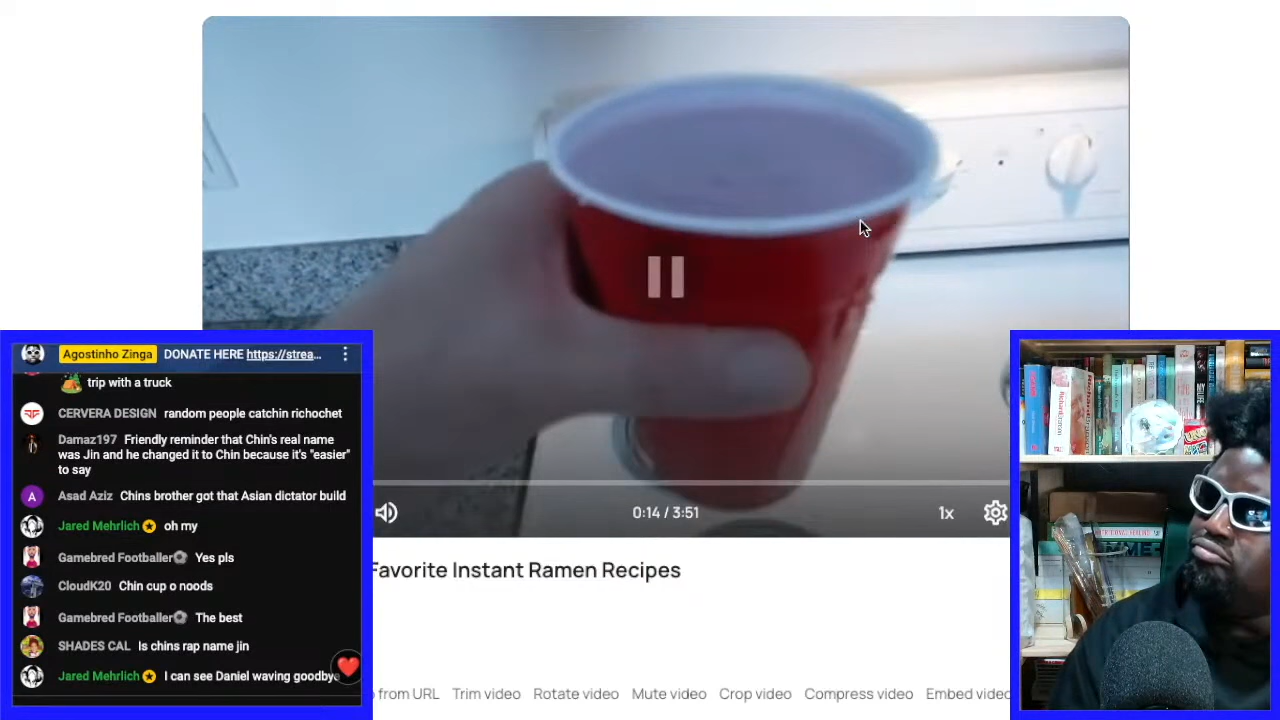 0:14 / 3:51
1x
Favorite Instant Ramen Recipes
from URL
Trim video
Rotate video
Mute video
Crop video
Compress video
Embed video
Agostinho Zinga DONATE HERE https://strea...
trip with a truck
CERVERA DESIGN random people catchin richochet
Damaz197 Friendly reminder that Chin's real name
was Jin and he changed it to Chin because it's "easier"
to say
A
Asad Aziz Chins brother got that Asian dictator build
Jared Mehrlich oh my
Gamebred Footballer Yes pls
CloudK20 Chin cup o noods
Gamebred Footballer The best
SHADES CAL Is chins rap name jin
Jared Mehrlich I can see Daniel waving goodbye
UNO